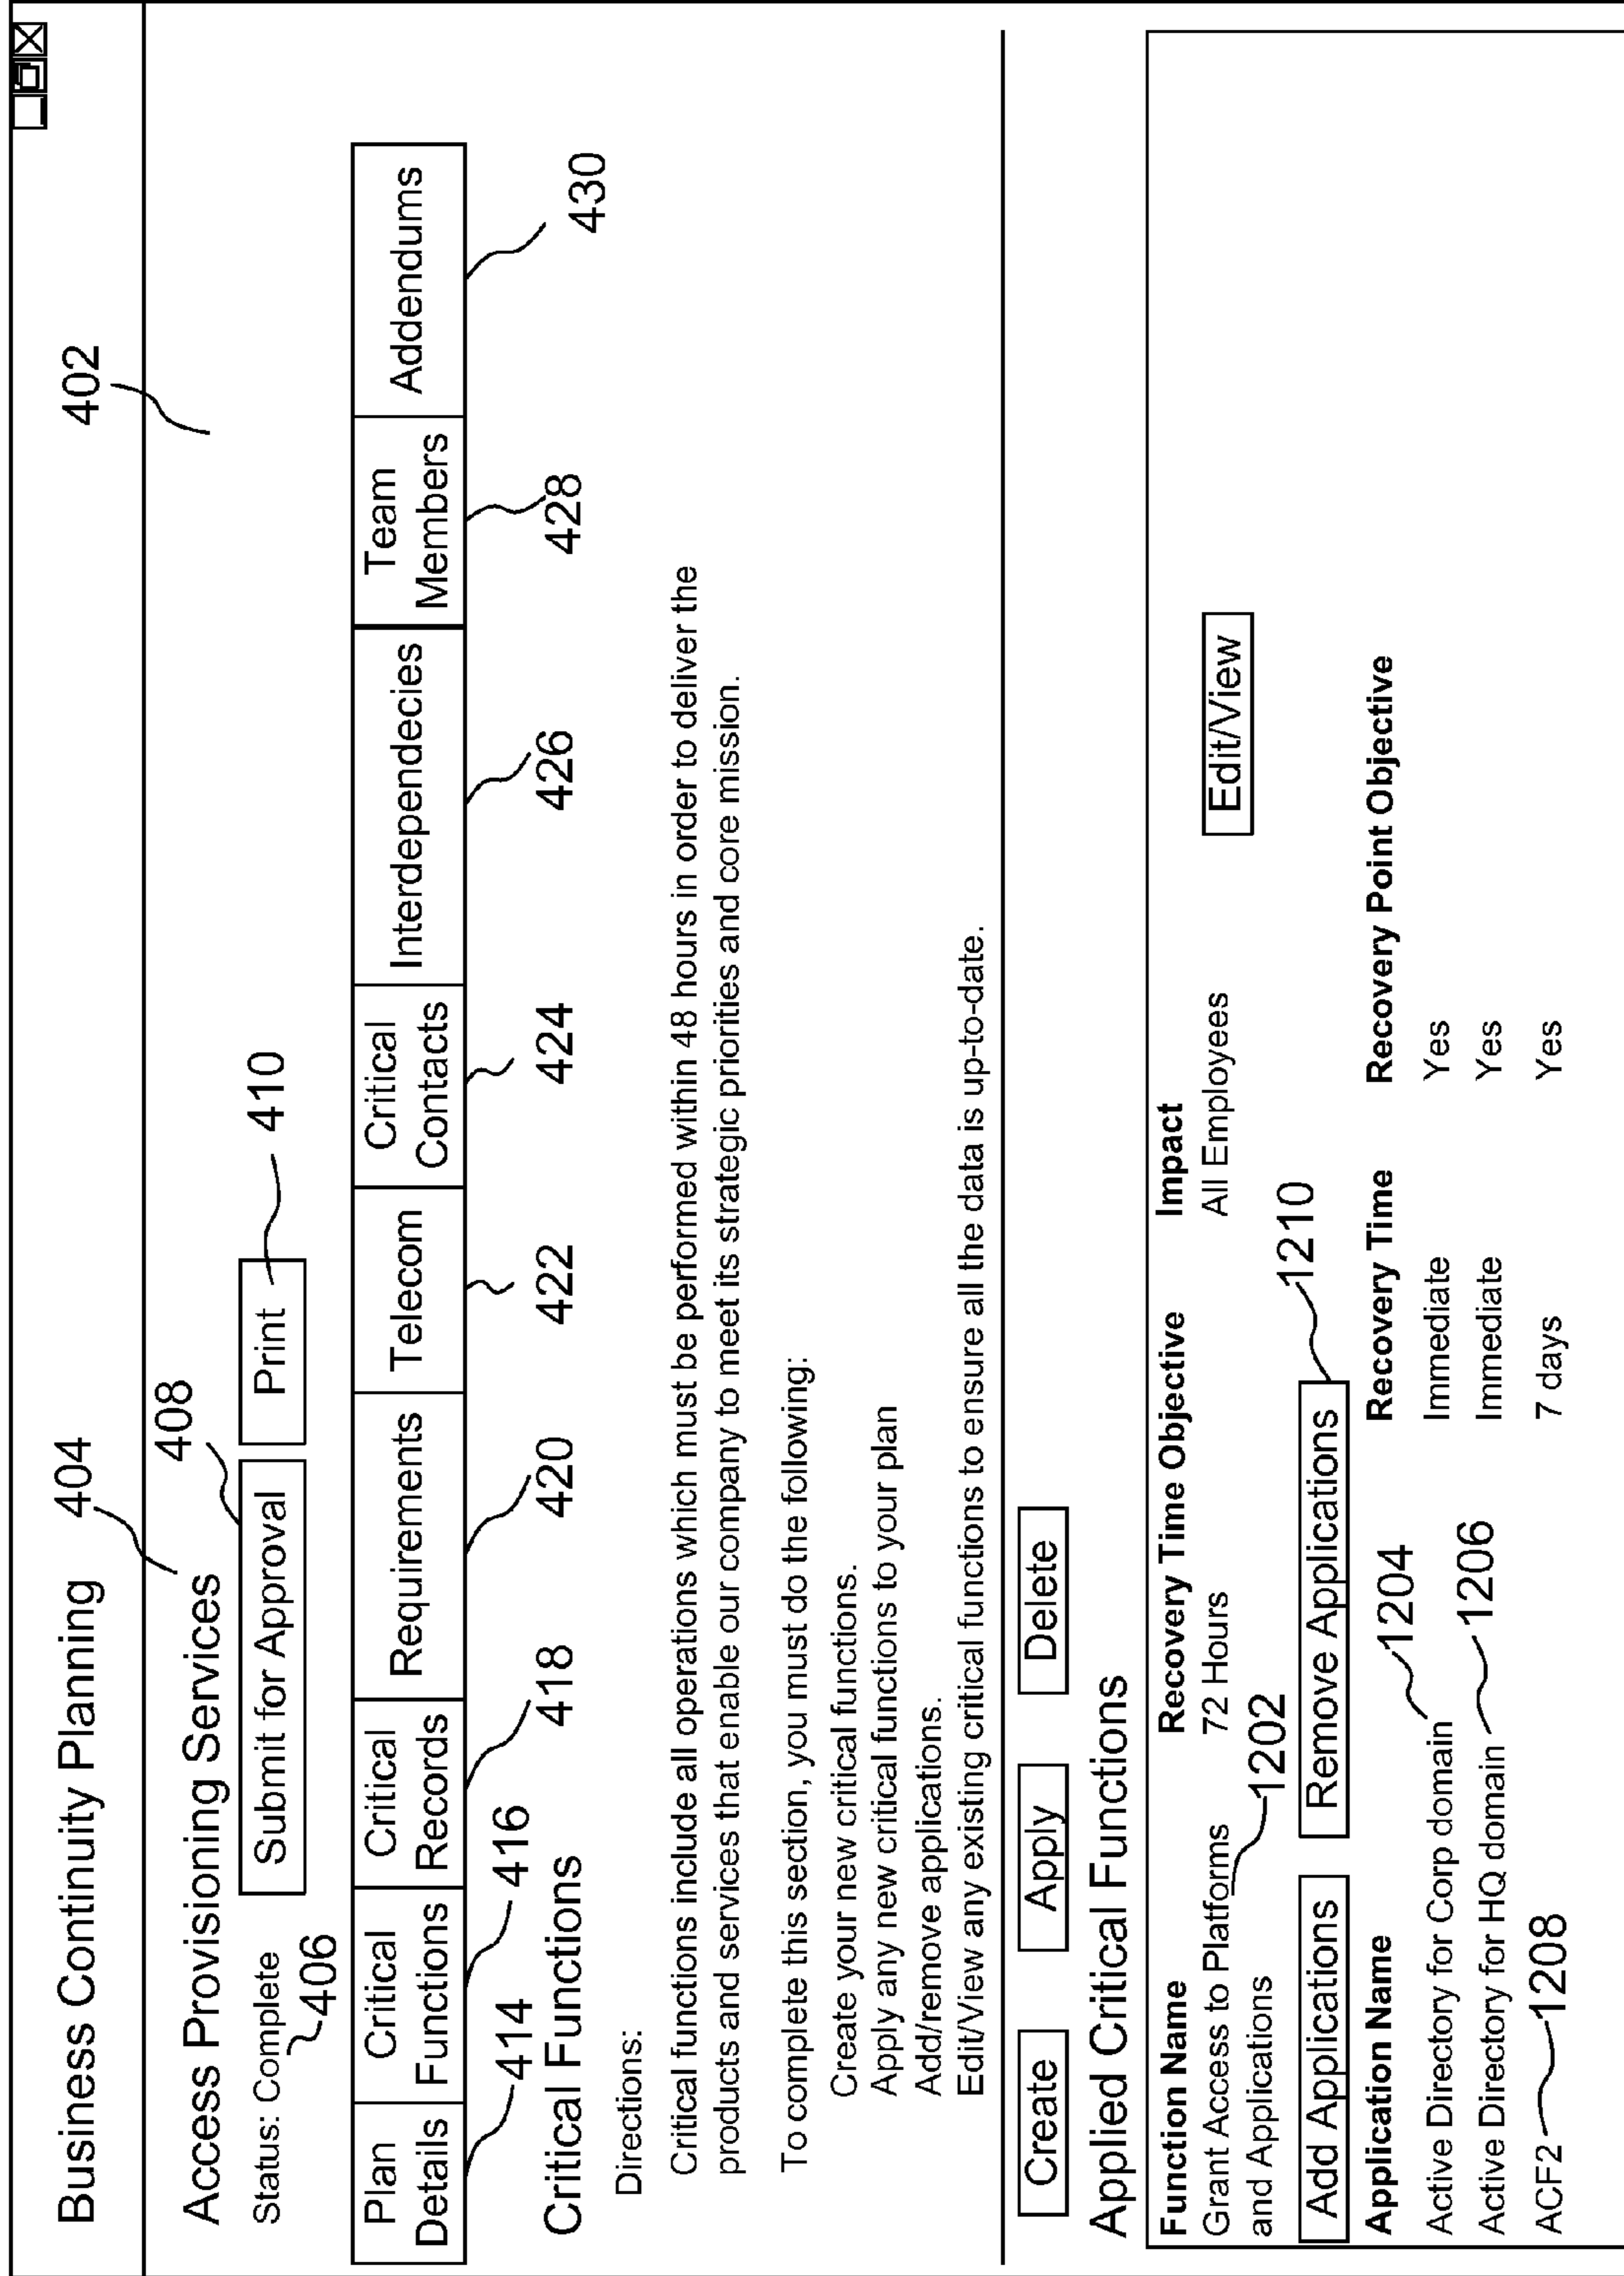 Business Continuity Planning
404
402
Access Provisioning Services
408
Status: Complete
406
Submit for Approval
Print
410
Plan Details
Critical Functions
Critical Records
Requirements
Telecom
Critical Contacts
Interdependecies
Team Members
Addendums
414
416
418
420
422
424
426
428
430
Critical Functions
Directions:
Critical functions include all operations which must be performed within 48 hours in order to deliver the
products and services that enable our company to meet its strategic priorities and core mission.
To complete this section, you must do the following:
Create your new critical functions.
Apply any new critical functions to your plan
Add/remove applications.
Edit/View any existing critical functions to ensure all the data is up-to-date.
Create
Apply
Delete
Applied Critical Functions
Function Name
Recovery Time Objective
Impact
Grant Access to Platforms
and Applications
72 Hours
All Employees
Edit/View
1202
Add Applications
Remove Applications
1210
Application Name
Recovery Time
Recovery Point Objective
1204
Active Directory for Corp domain
Immediate
Yes
Active Directory for HQ domain
1206
Immediate
Yes
ACF2
1208
7 days
Yes